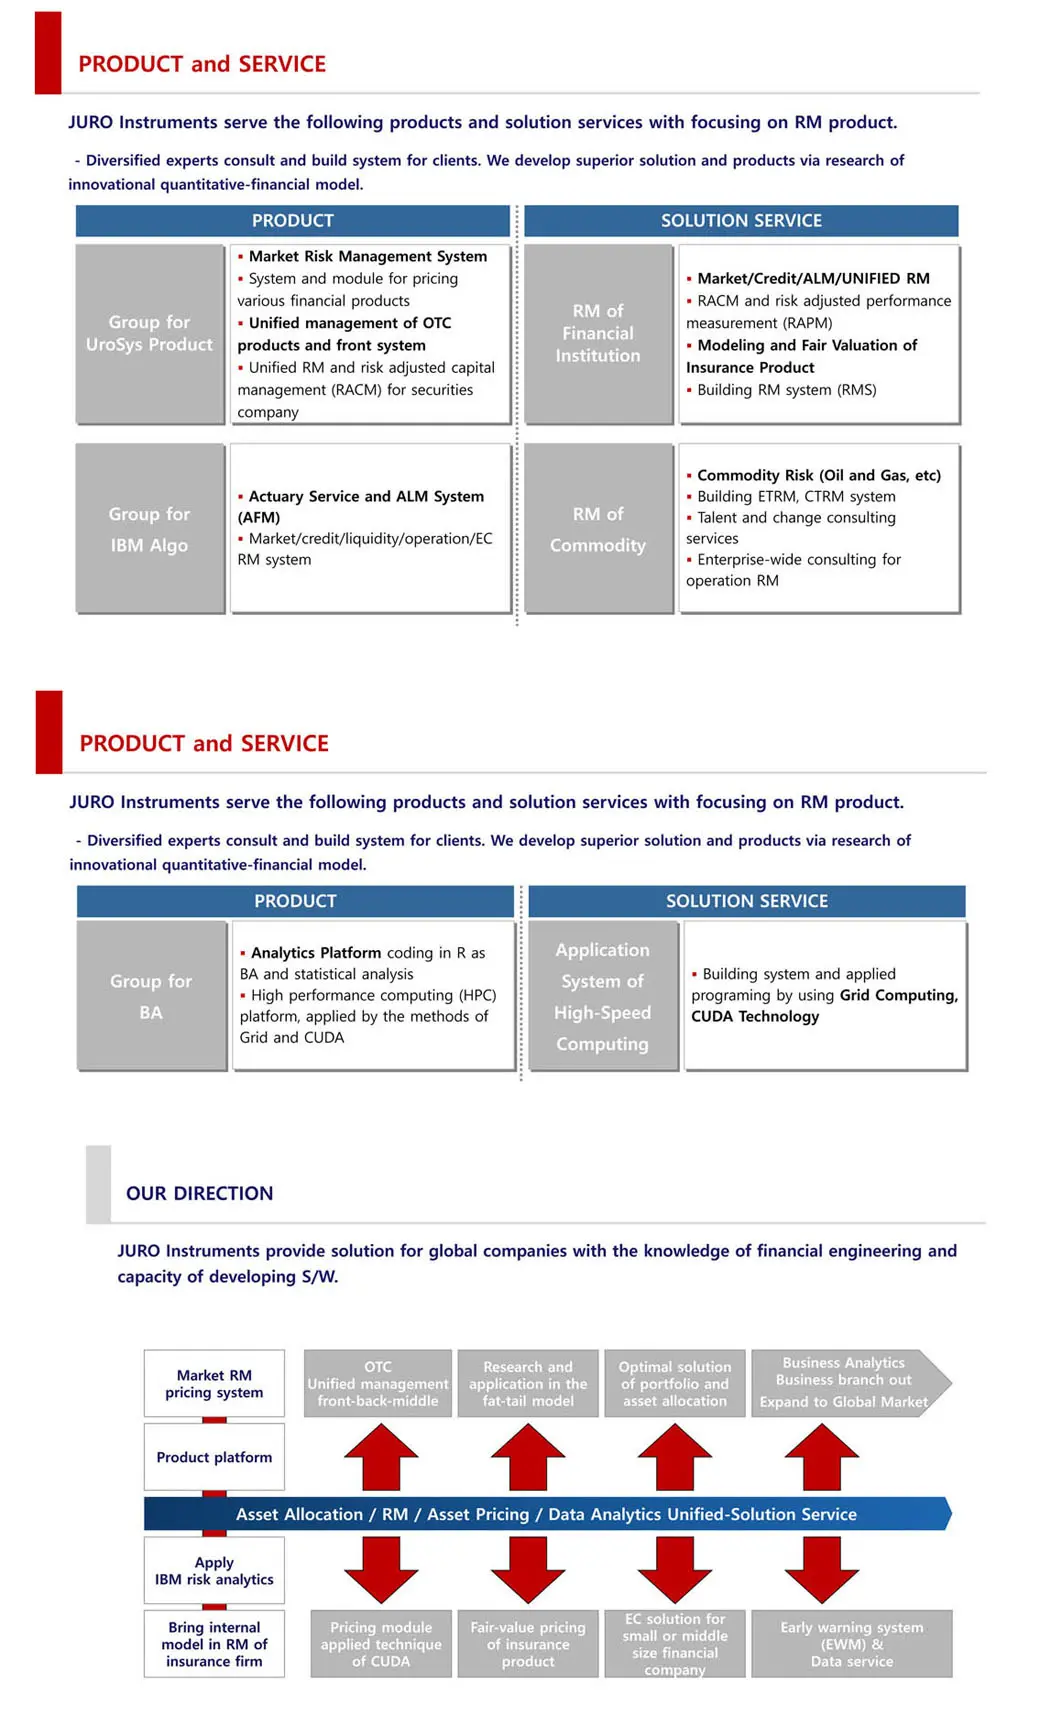 PRODUCT and SERVICE
JURO Instruments serve the following products and solution services with focusing on RM product.
- Diversified experts consult and build system for clients. We develop superior solution and products via research of
innovational quantitative-financial model.
PRODUCT
Group for
UroSys Product
▪ Market Risk Management System
▪ System and module for pricing
various financial products
▪ Unified management of OTC
products and front system
▪ Unified RM and risk adjusted capital
management (RACM) for securities
company
Group for
IBM Algo
▪ Actuary Service and ALM System
(AFM)
▪ Market/credit/liquidity/operation/EC
RM system
SOLUTION SERVICE
RM of
Financial
Institution
▪ Market/Credit/ALM/UNIFIED RM
▪ RACM and risk adjusted performance
measurement (RAPM)
▪ Modeling and Fair Valuation of
Insurance Product
▪ Building RM system (RMS)
RM of
Commodity
▪ Commodity Risk (Oil and Gas, etc)
▪ Building ETRM, CTRM system
▪ Talent and change consulting
services
▪ Enterprise-wide consulting for
operation RM
PRODUCT and SERVICE
JURO Instruments serve the following products and solution services with focusing on RM product.
- Diversified experts consult and build system for clients. We develop superior solution and products via research of
innovational quantitative-financial model.
PRODUCT
Group for
BA
▪ Analytics Platform coding in R as
BA and statistical analysis
▪ High performance computing (HPC)
platform, applied by the methods of
Grid and CUDA
SOLUTION SERVICE
Application
System of
High-Speed
Computing
▪ Building system and applied
programing by using Grid Computing,
CUDA Technology
OUR DIRECTION
JURO Instruments provide solution for global companies with the knowledge of financial engineering and
capacity of developing S/W.
Market RM
pricing system
OTC
Unified management
front-back-middle
Research and
application in the
fat-tail model
Optimal solution
of portfolio and
asset allocation
Business Analytics
Business branch out
Expand to Global Market
Product platform
Asset Allocation / RM / Asset Pricing / Data Analytics Unified-Solution Service
Apply
IBM risk analytics
Bring internal
model in RM of
insurance firm
Pricing module
applied technique
of CUDA
Fair-value pricing
of insurance
product
EC solution for
small or middle
size financial
company
Early warning system
(EWM) &
Data service